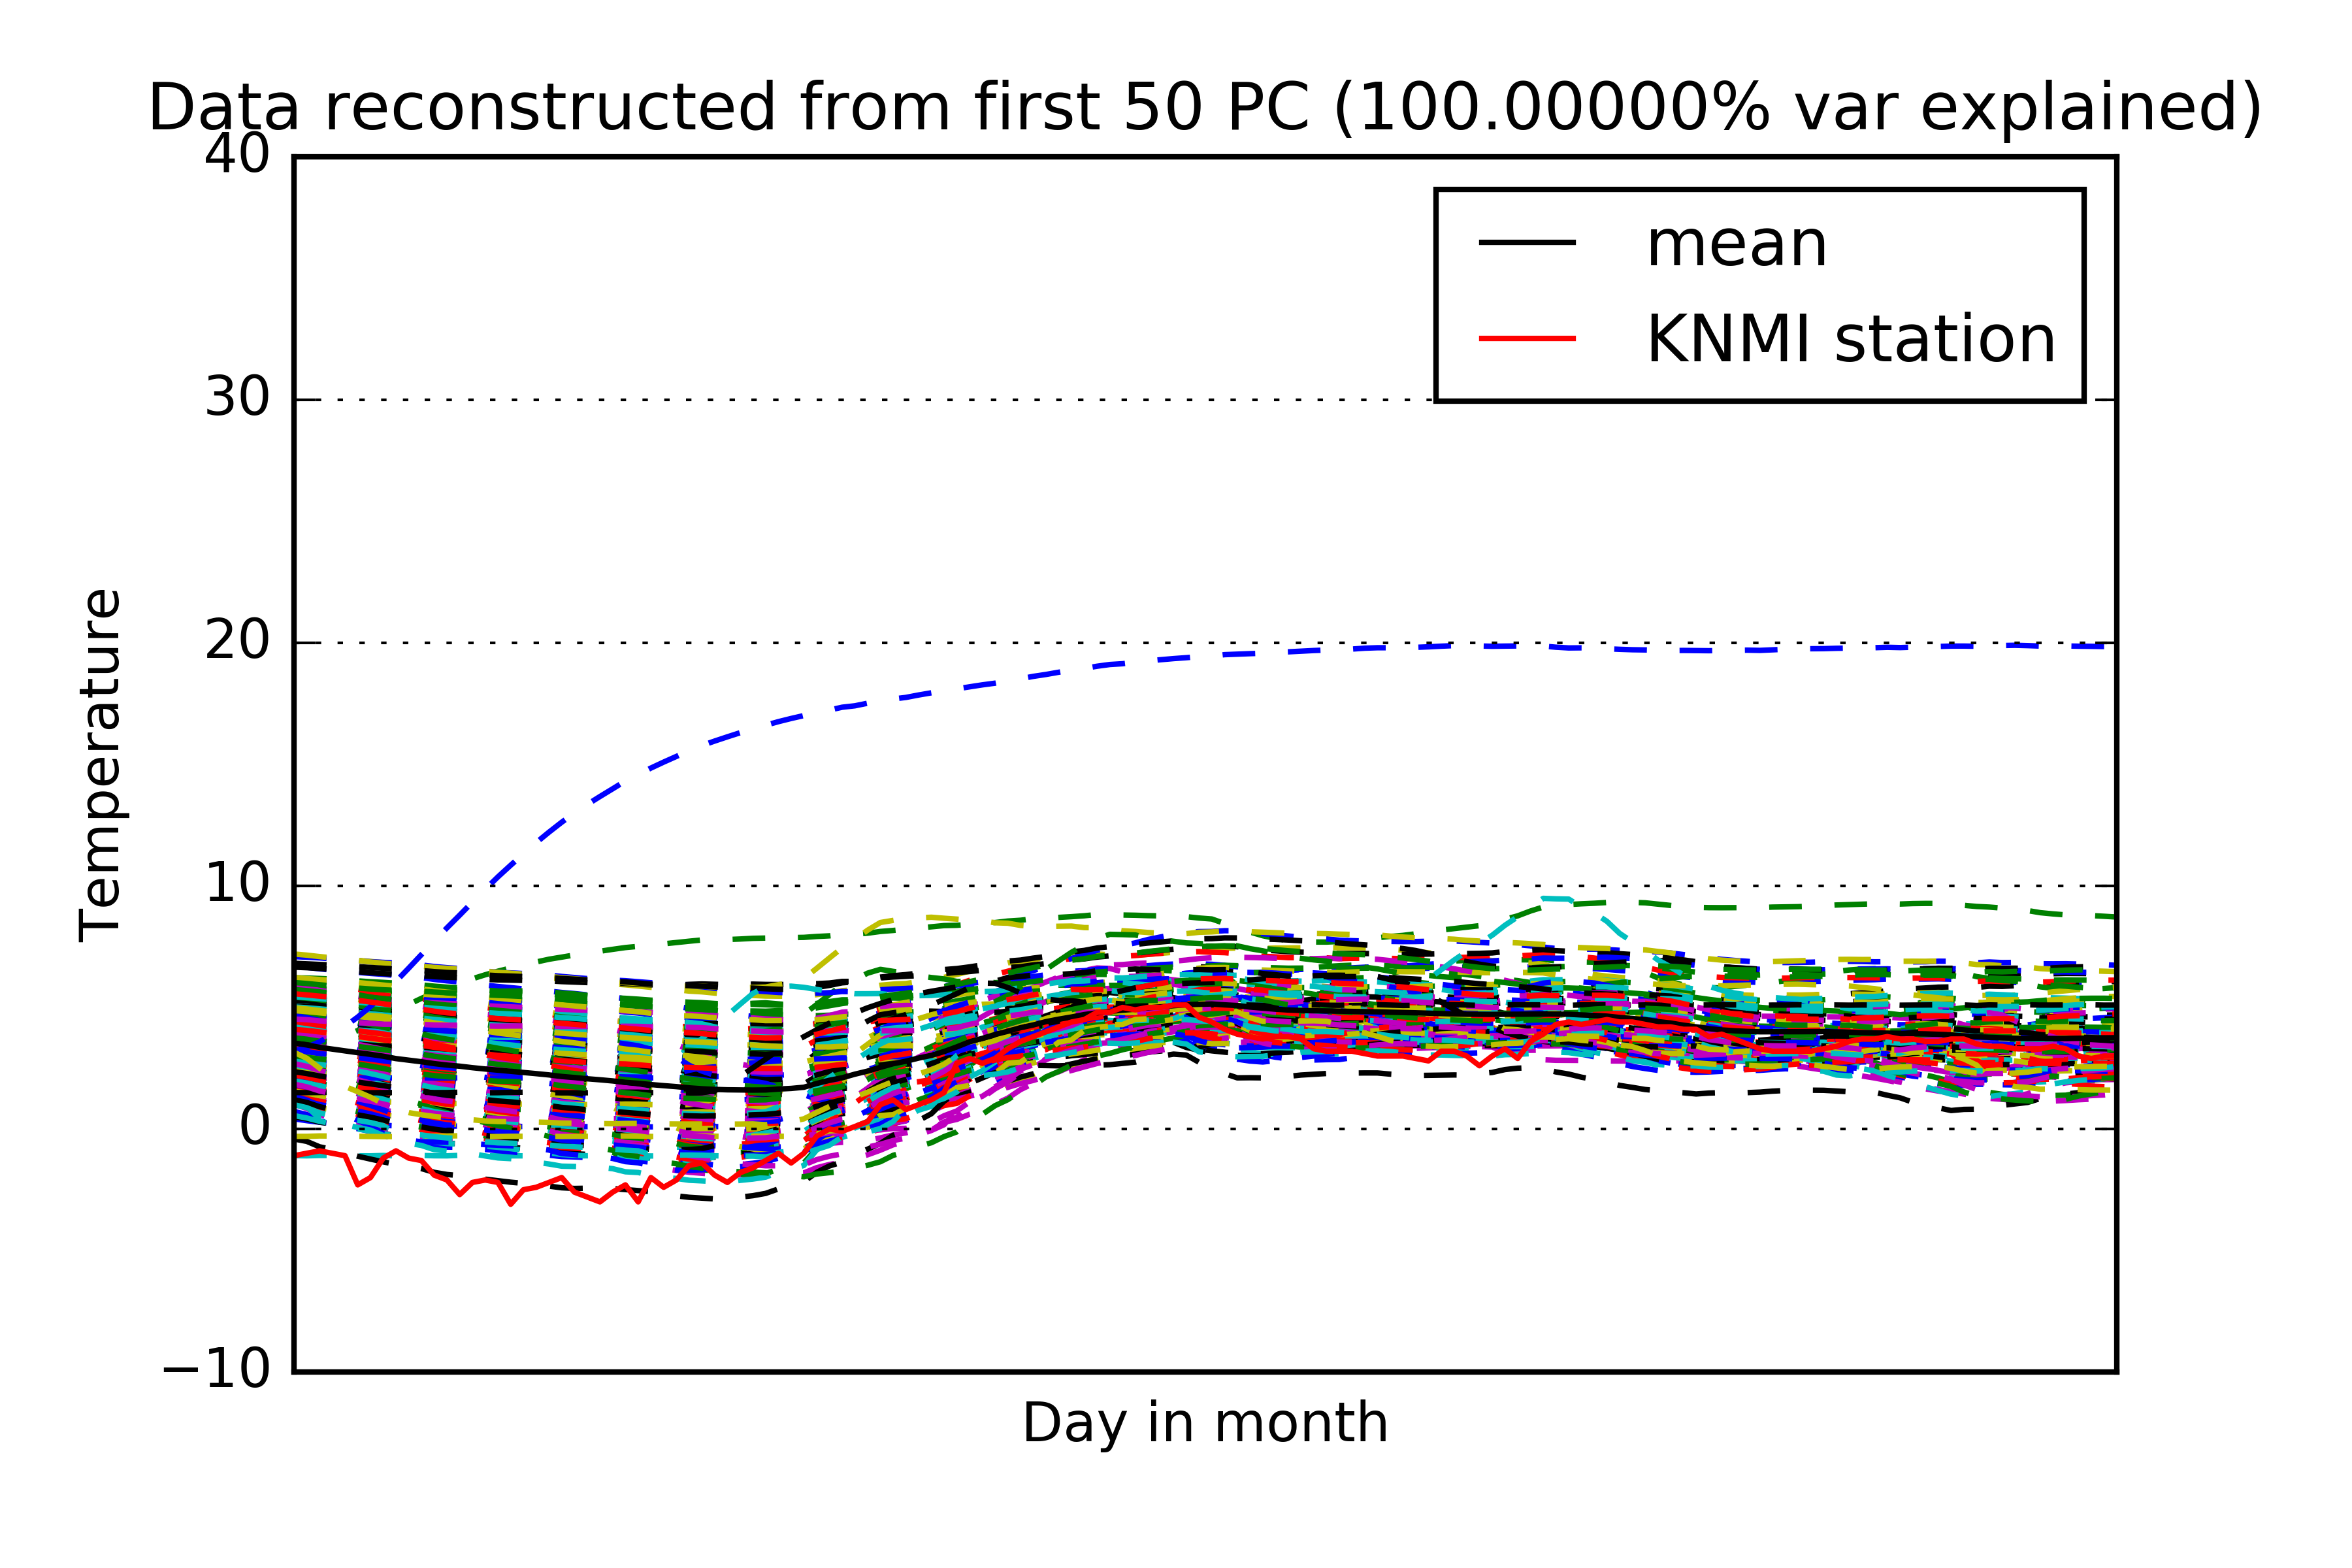 Data reconstructed from first 50 PC (100.00000% var explained)
40
30
20
10
0
−10
Temperature
Day in month
mean
KNMI station